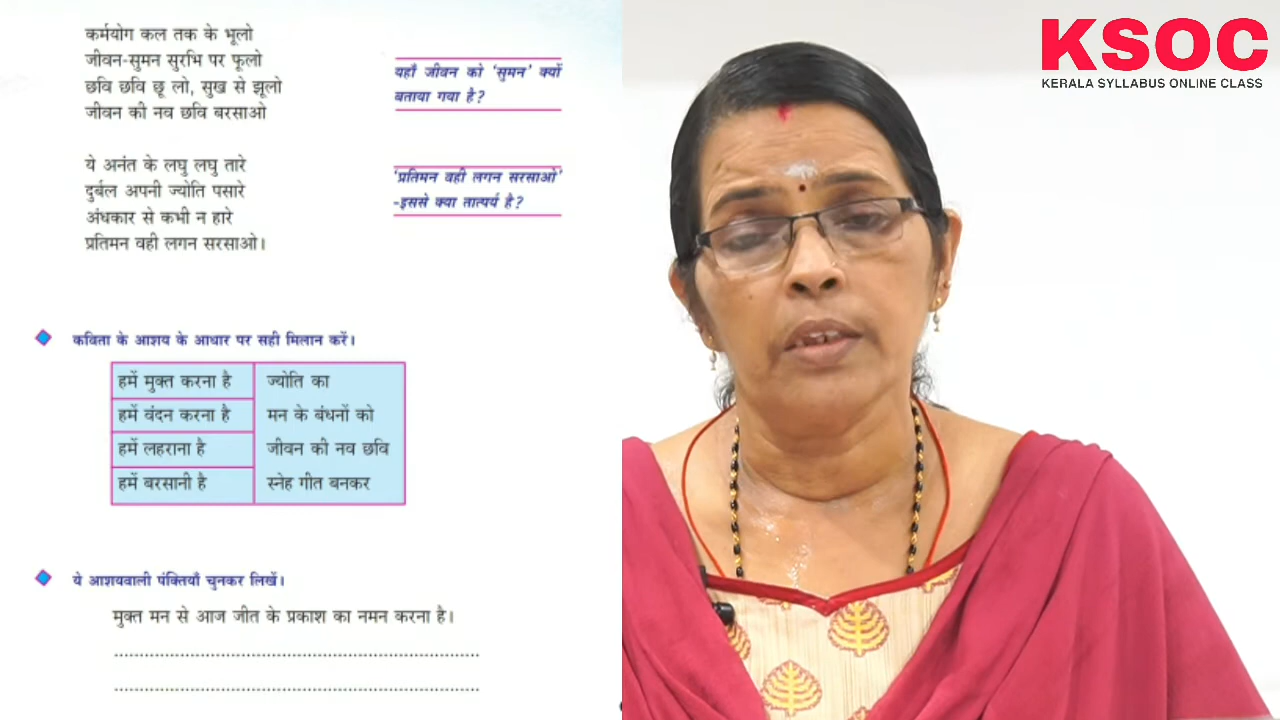 कर्मयोग कल तक के भूलो
जीवन-सुमन सुरभि पर फूलो
छवि छवि छू लो, सुख से झूलो
जीवन की नव छवि बरसाओ
यहाँ जीवन को 'सुमन' क्यों
बताया गया है?
ये अनंत के लघु लघु तारे
दुर्बल अपनी ज्योति पसारे
अंधकार से कभी न हारे
प्रतिमन वही लगन सरसाओ।
'प्रतिमन वही लगन सरसाओ'
-इससे क्या तात्पर्य है?
कविता के आशय के आधार पर सही मिलान करें।
हमें मुक्त करना है ज्योति का
हमें वंदन करना है मन के बंधनों को
हमें लहराना है जीवन की नव छवि
हमें बरसानी है स्नेह गीत बनकर
ये आशयवाली पंक्तियाँ चुनकर लिखें।
मुक्त मन से आज जीत के प्रकाश का नमन करना है।
KSOC
KERALA SYLLABUS ONLINE CLASS